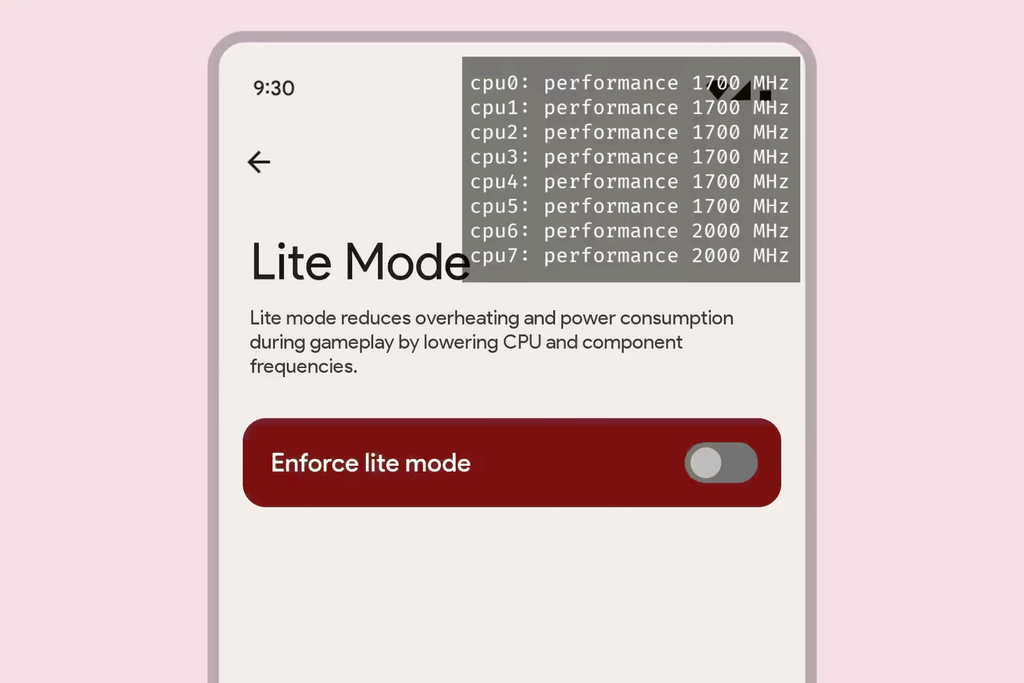 9:30
cpu0: performance 1700 MHz
cpu1: performance 1700 MHz
cpu2: performance 1700 MHz
cpu3: performance 1700 MHz
cpu4: performance 1700 MHz
cpu5: performance 1700 MHz
cpu6: performance 2000 MHz
cpu7: performance 2000 MHz
Lite Mode
Lite mode reduces overheating and power consumption
during gameplay by lowering CPU and component
frequencies.
Enforce lite mode